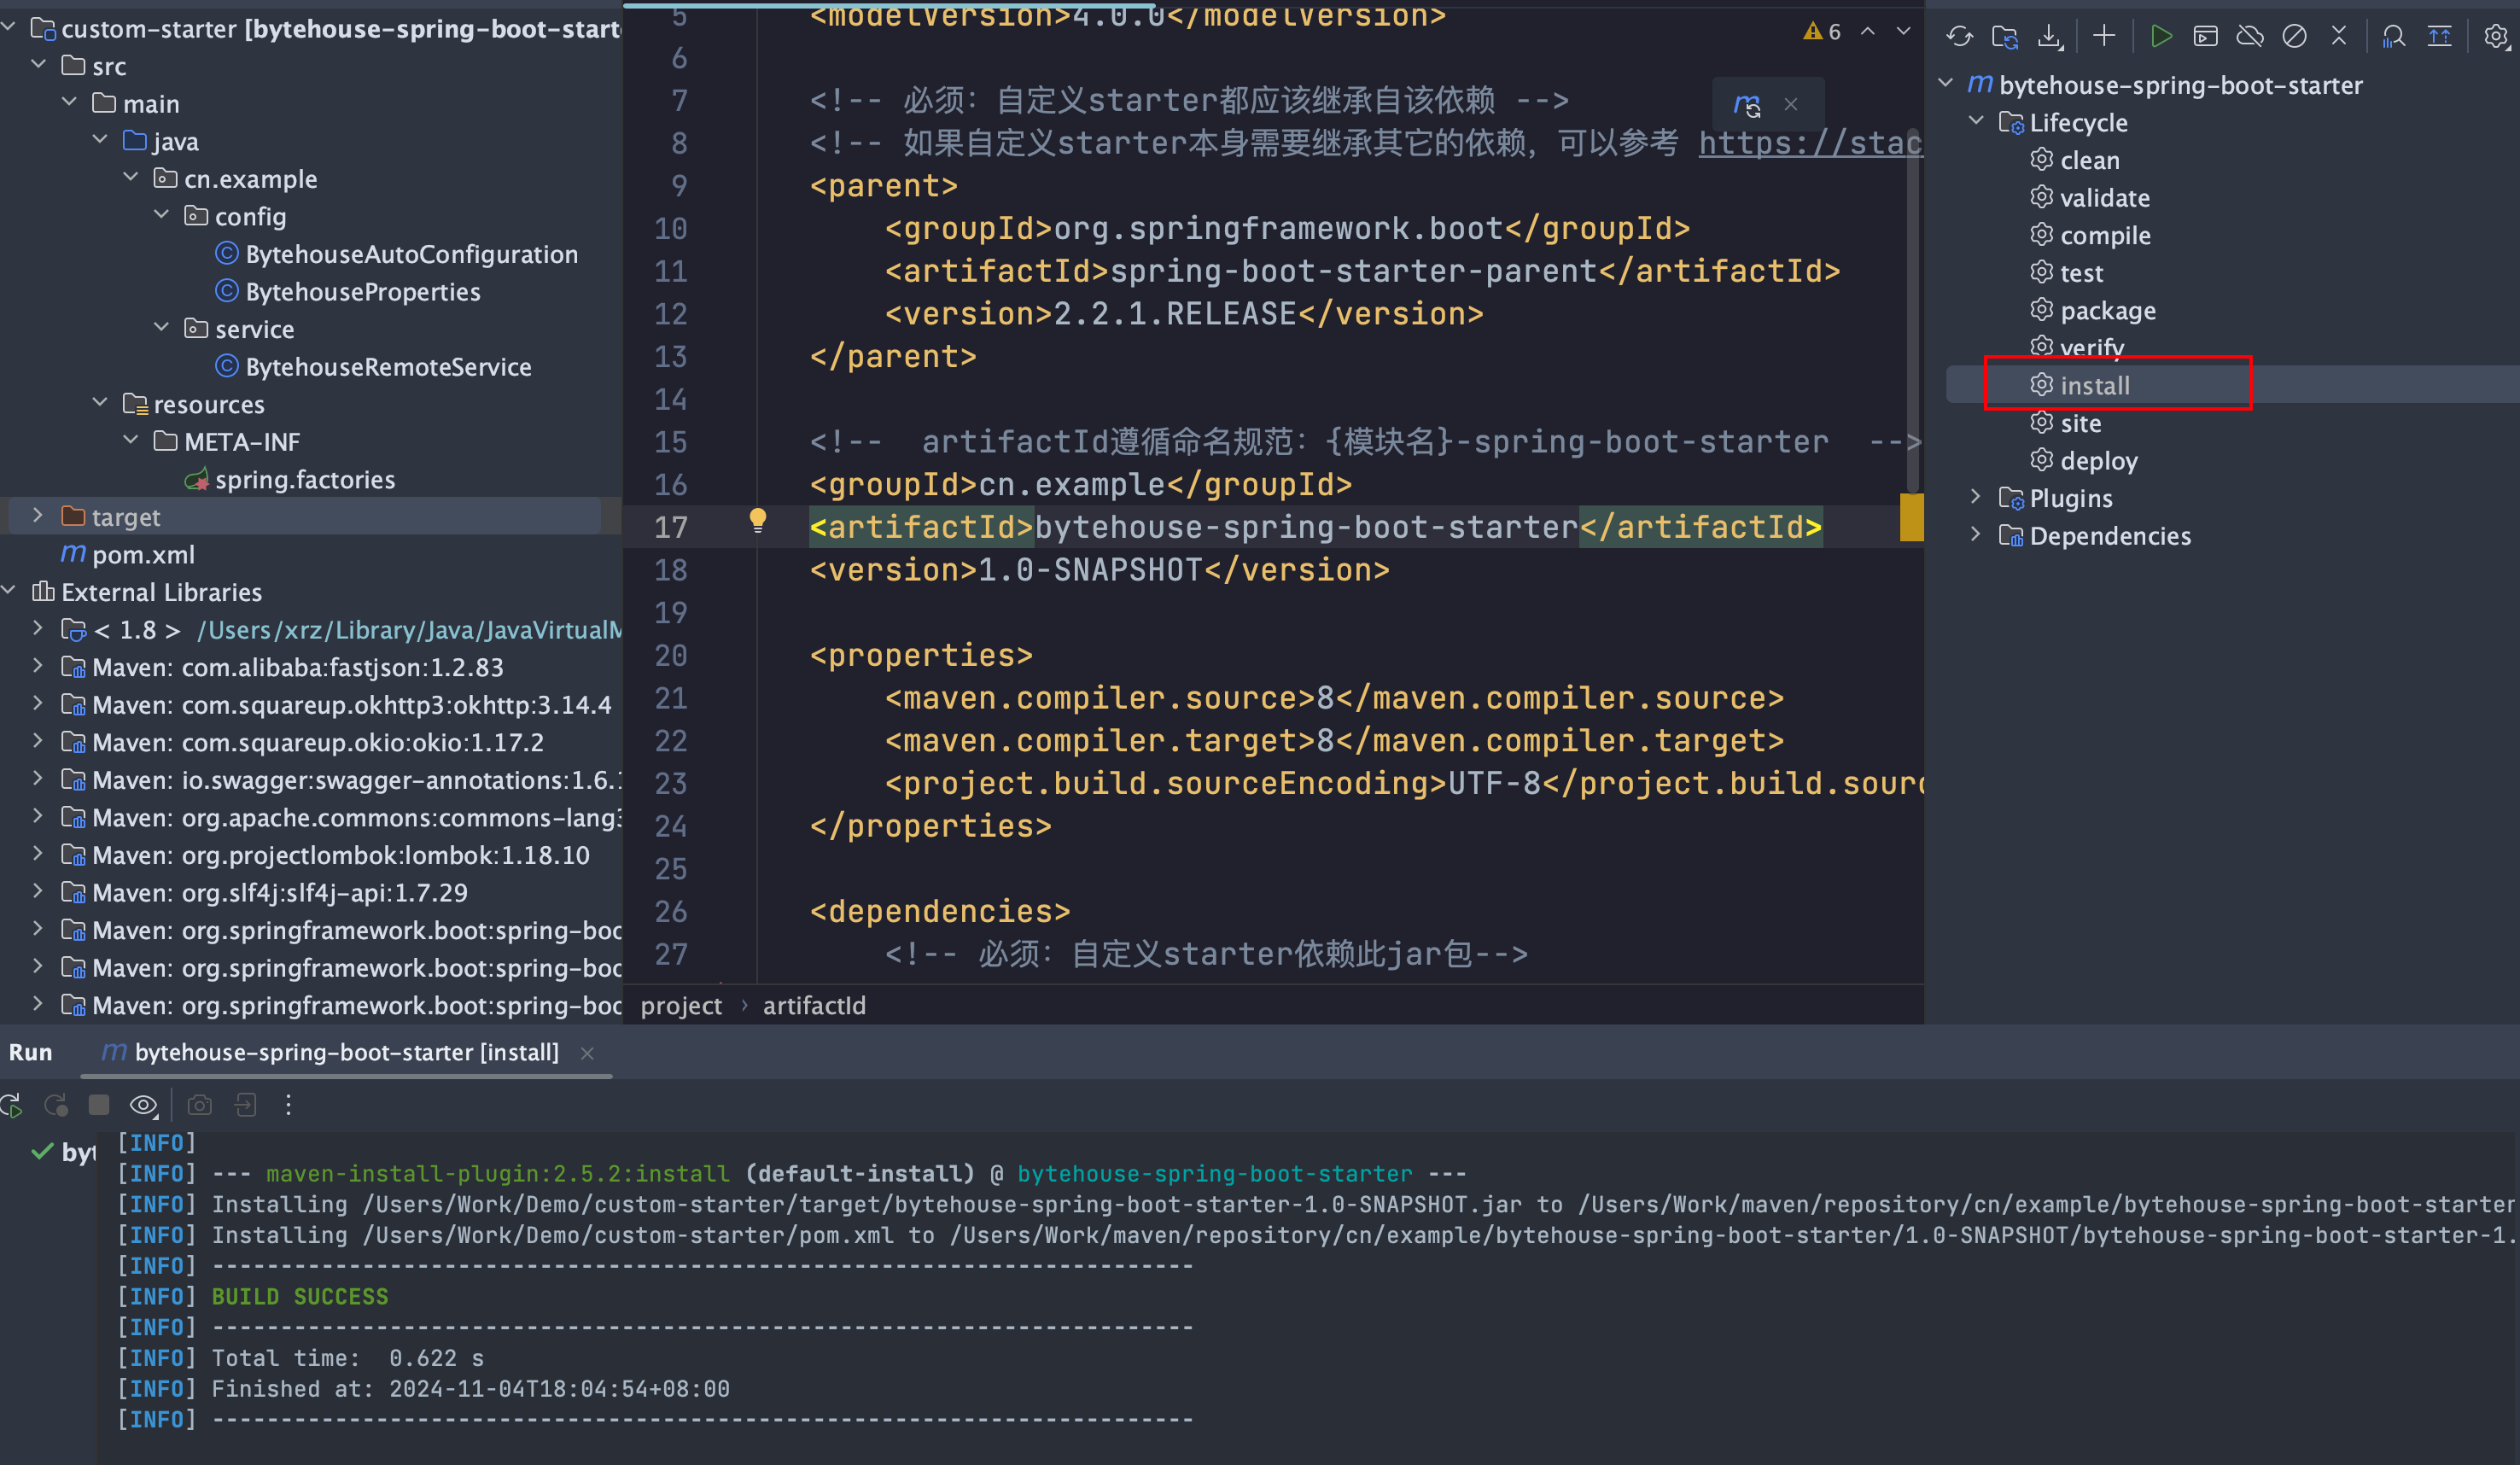 custom-starter [bytehouse-spring-boot-start
src
main
java
cn.example
config
BytehouseAutoConfiguration
BytehouseProperties
service
BytehouseRemoteService
resources
META-INF
spring.factories
target
pom.xml
External Libraries
< 1.8 > /Users/xrz/Library/Java/JavaVirtualM
Maven: com.alibaba:fastjson:1.2.83
Maven: com.squareup.okhttp3:okhttp:3.14.4
Maven: com.squareup.okio:okio:1.17.2
Maven: io.swagger:swagger-annotations:1.6.1
Maven: org.apache.commons:commons-lang3
Maven: org.projectlombok:lombok:1.18.10
Maven: org.slf4j:slf4j-api:1.7.29
Maven: org.springframework.boot:spring-boo
Maven: org.springframework.boot:spring-boo
Maven: org.springframework.boot:spring-boo
5 <modelVersion>4.0.0</modelVersion>
6
7 <!-- 必须：自定义starter都应该继承自该依赖 -->
8 <!-- 如果自定义starter本身需要继承其它的依赖，可以参考 https://stac
9 <parent>
10 <groupId>org.springframework.boot</groupId>
11 <artifactId>spring-boot-starter-parent</artifactId>
12 <version>2.2.1.RELEASE</version>
13 </parent>
14
15 <!--  artifactId遵循命名规范：{模块名}-spring-boot-starter  -->
16 <groupId>cn.example</groupId>
17 <artifactId>bytehouse-spring-boot-starter</artifactId>
18 <version>1.0-SNAPSHOT</version>
19
20 <properties>
21 <maven.compiler.source>8</maven.compiler.source>
22 <maven.compiler.target>8</maven.compiler.target>
23 <project.build.sourceEncoding>UTF-8</project.build.sourc
24 </properties>
25
26 <dependencies>
27 <!-- 必须：自定义starter依赖此jar包-->
6
project › artifactId
bytehouse-spring-boot-starter
Lifecycle
clean
validate
compile
test
package
verify
install
site
deploy
Plugins
Dependencies
Run bytehouse-spring-boot-starter [install]
byt
[INFO]
[INFO] --- maven-install-plugin:2.5.2:install (default-install) @ bytehouse-spring-boot-starter ---
[INFO] Installing /Users/Work/Demo/custom-starter/target/bytehouse-spring-boot-starter-1.0-SNAPSHOT.jar to /Users/Work/maven/repository/cn/example/bytehouse-spring-boot-starter
[INFO] Installing /Users/Work/Demo/custom-starter/pom.xml to /Users/Work/maven/repository/cn/example/bytehouse-spring-boot-starter/1.0-SNAPSHOT/bytehouse-spring-boot-starter-1.
[INFO] ------------------------------------------------------------------------
[INFO] BUILD SUCCESS
[INFO] ------------------------------------------------------------------------
[INFO] Total time:  0.622 s
[INFO] Finished at: 2024-11-04T18:04:54+08:00
[INFO] ------------------------------------------------------------------------